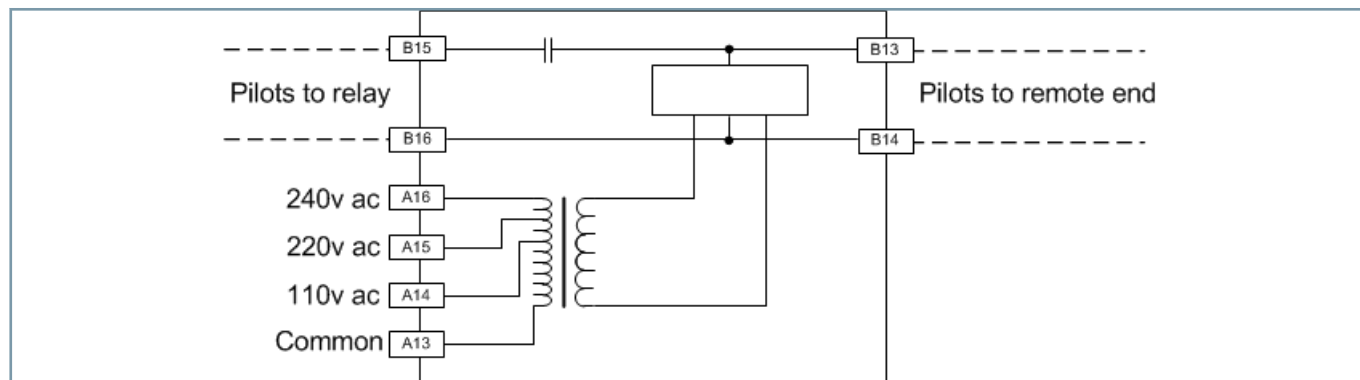 B15
B13
Pilots to relay
Pilots to remote end
B16
B14
240v ac A16
220v ac A15
110v ac A14
Common A13